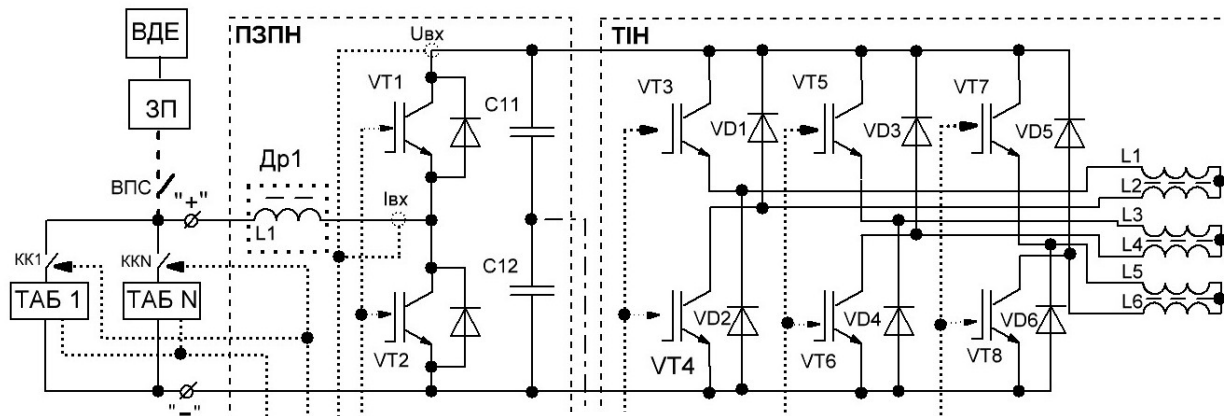 ВДЕ
ПЗПН
Uвх
ТІН
ЗП
VT1
C11
VT3
VT5
VT7
VD1
VD3
VD5
ВПС
Др1
L1
L2
"+"
Iвх
L1
L3
L4
КК1
ККN
C12
L5
ТАБ 1
ТАБ N
L6
VD2
VD4
VD6
VT2
VT4
VT6
VT8
"–"